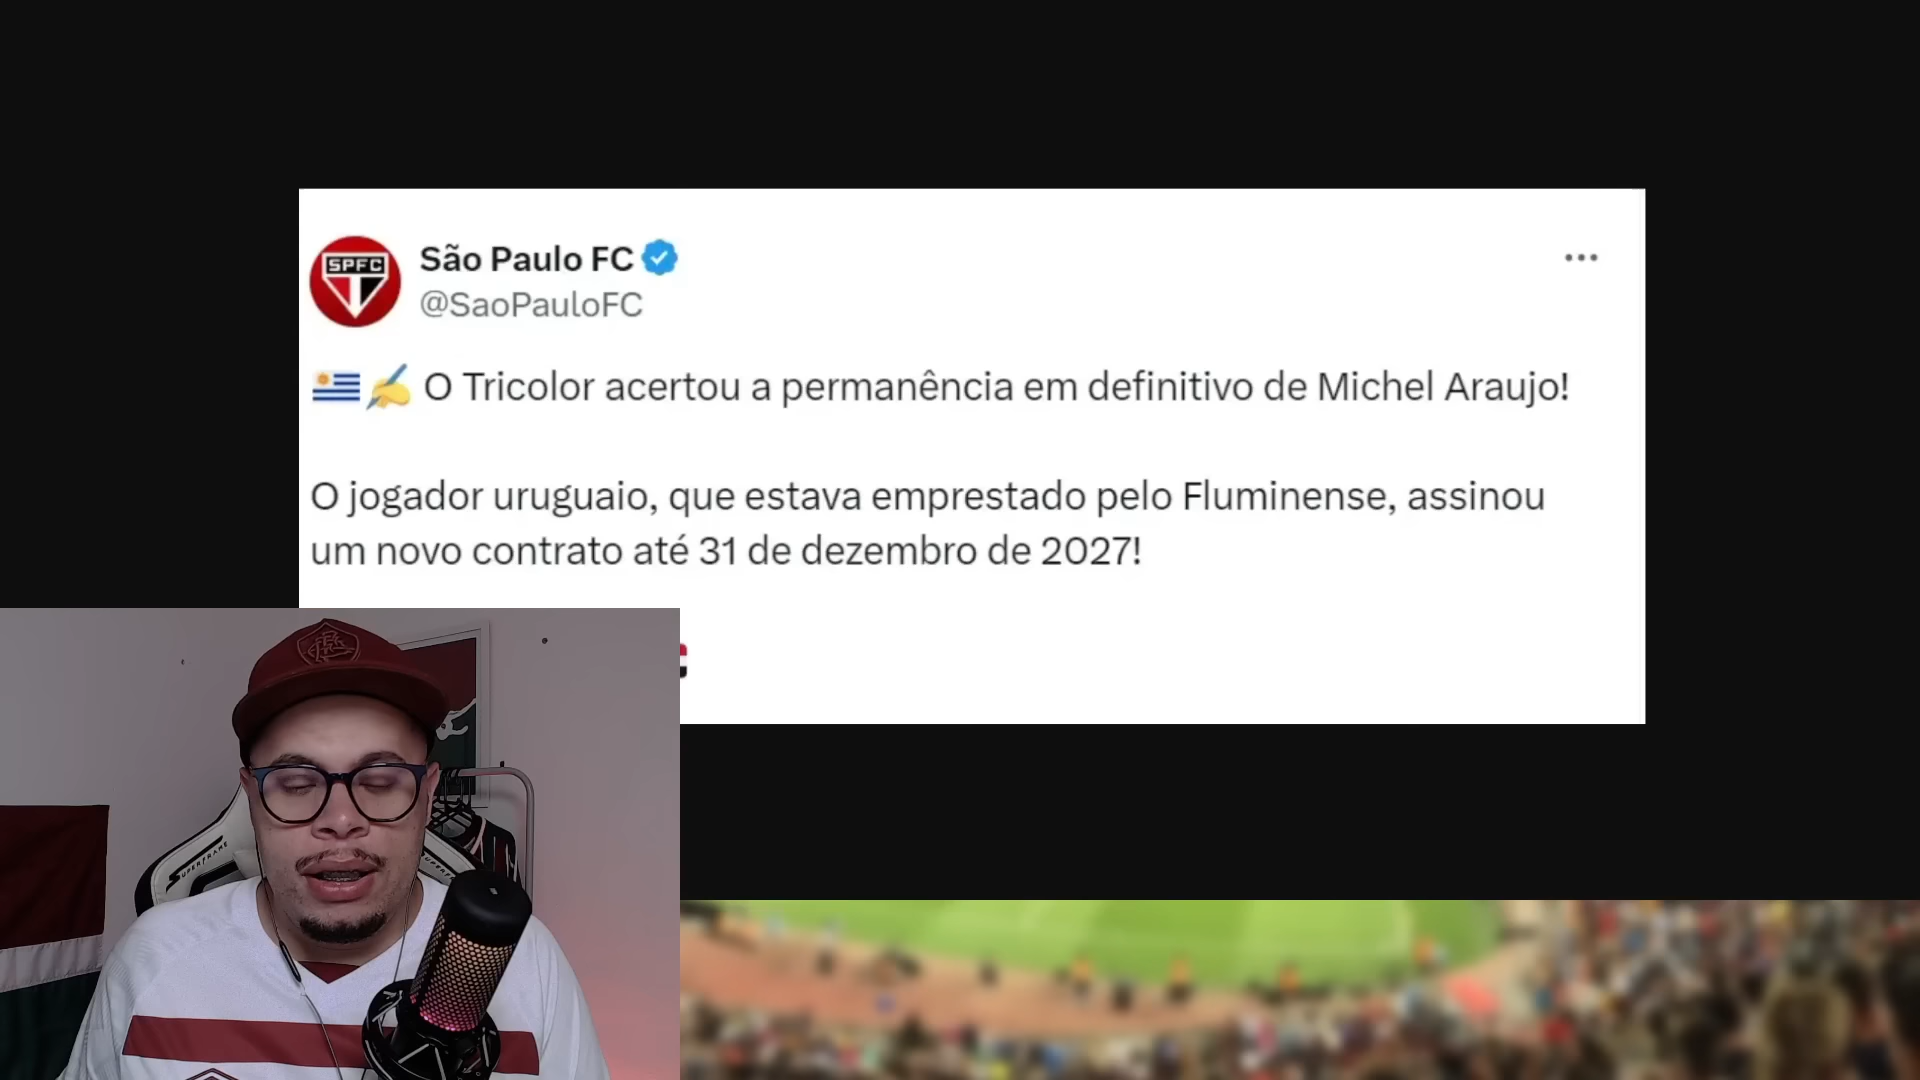 SPFC
São Paulo FC
@SaoPauloFC
🇺🇾✍️ O Tricolor acertou a permanência em definitivo de Michel Araujo!
O jogador uruguaio, que estava emprestado pelo Fluminense, assinou
um novo contrato até 31 de dezembro de 2027!
SUPERFRAME